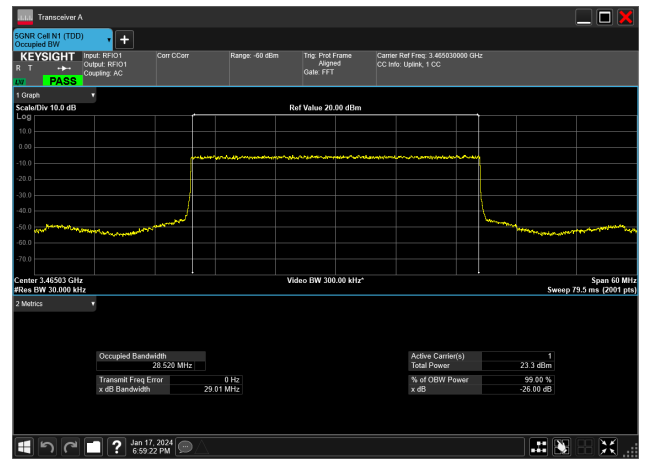 Transceiver A
5GNR Cell N1 (TDD)
Occupied BW
KEYSIGHT
R T
LXI
PASS
Input: RFIO1
Output: RFIO1
Coupling: AC
Corr CCorr
Range: -60 dBm
Trig: Prot Frame
Aligned
Gate: FFT
Carrier Ref Freq: 3.465030000 GHz
CC Info: Uplink, 1 CC
1 Graph
Scale/Div 10.0 dB
Ref Value 20.00 dBm
Log
10.0
0.00
-10.0
-20.0
-30.0
-40.0
-50.0
-60.0
-70.0
Center 3.46503 GHz
Video BW 300.00 kHz*
Span 60 MHz
#Res BW 30.000 kHz
Sweep 79.5 ms (2001 pts)
2 Metrics
Occupied Bandwidth
28.520 MHz
Transmit Freq Error 0 Hz
x dB Bandwidth 29.01 MHz
Active Carrier(s) 1
Total Power 23.3 dBm
% of OBW Power 99.00 %
x dB -26.00 dB
Jan 17, 2024
6:59:22 PM